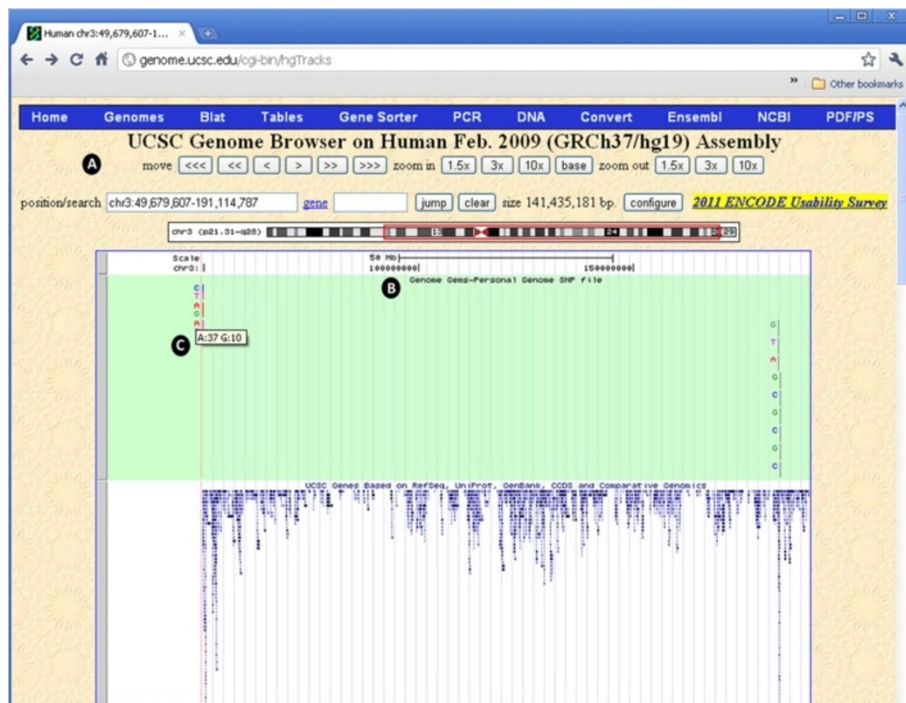 Human chr3:49,679,607-1...
genome.ucsc.edu/cgi-bin/hgTracks
» Other bookmarks
Home Genomes Blat Tables Gene Sorter PCR DNA Convert Ensembl NCBI PDF/PS
UCSC Genome Browser on Human Feb. 2009 (GRCh37/hg19) Assembly
A move <<< << < > >> >>> zoom in 1.5x 3x 10x base zoom out 1.5x 3x 10x
position/search chr3:49,679,607-191,114,787 gene jump clear size 141,435,181 bp. configure 2011 ENCODE Usability Survey
chr3 (p21.31-q28)
Scale 50 Mb
chr3: 100000000 150000000
B Genome Gems-Personal Genome SNP file
C
T
A
G
A
C A:37 G:10
G
T
A
G
C
G
C
G
C
UCSC Genes Based on RefSeq, UniProt, GenBank, CCDS and Comparative Genomics